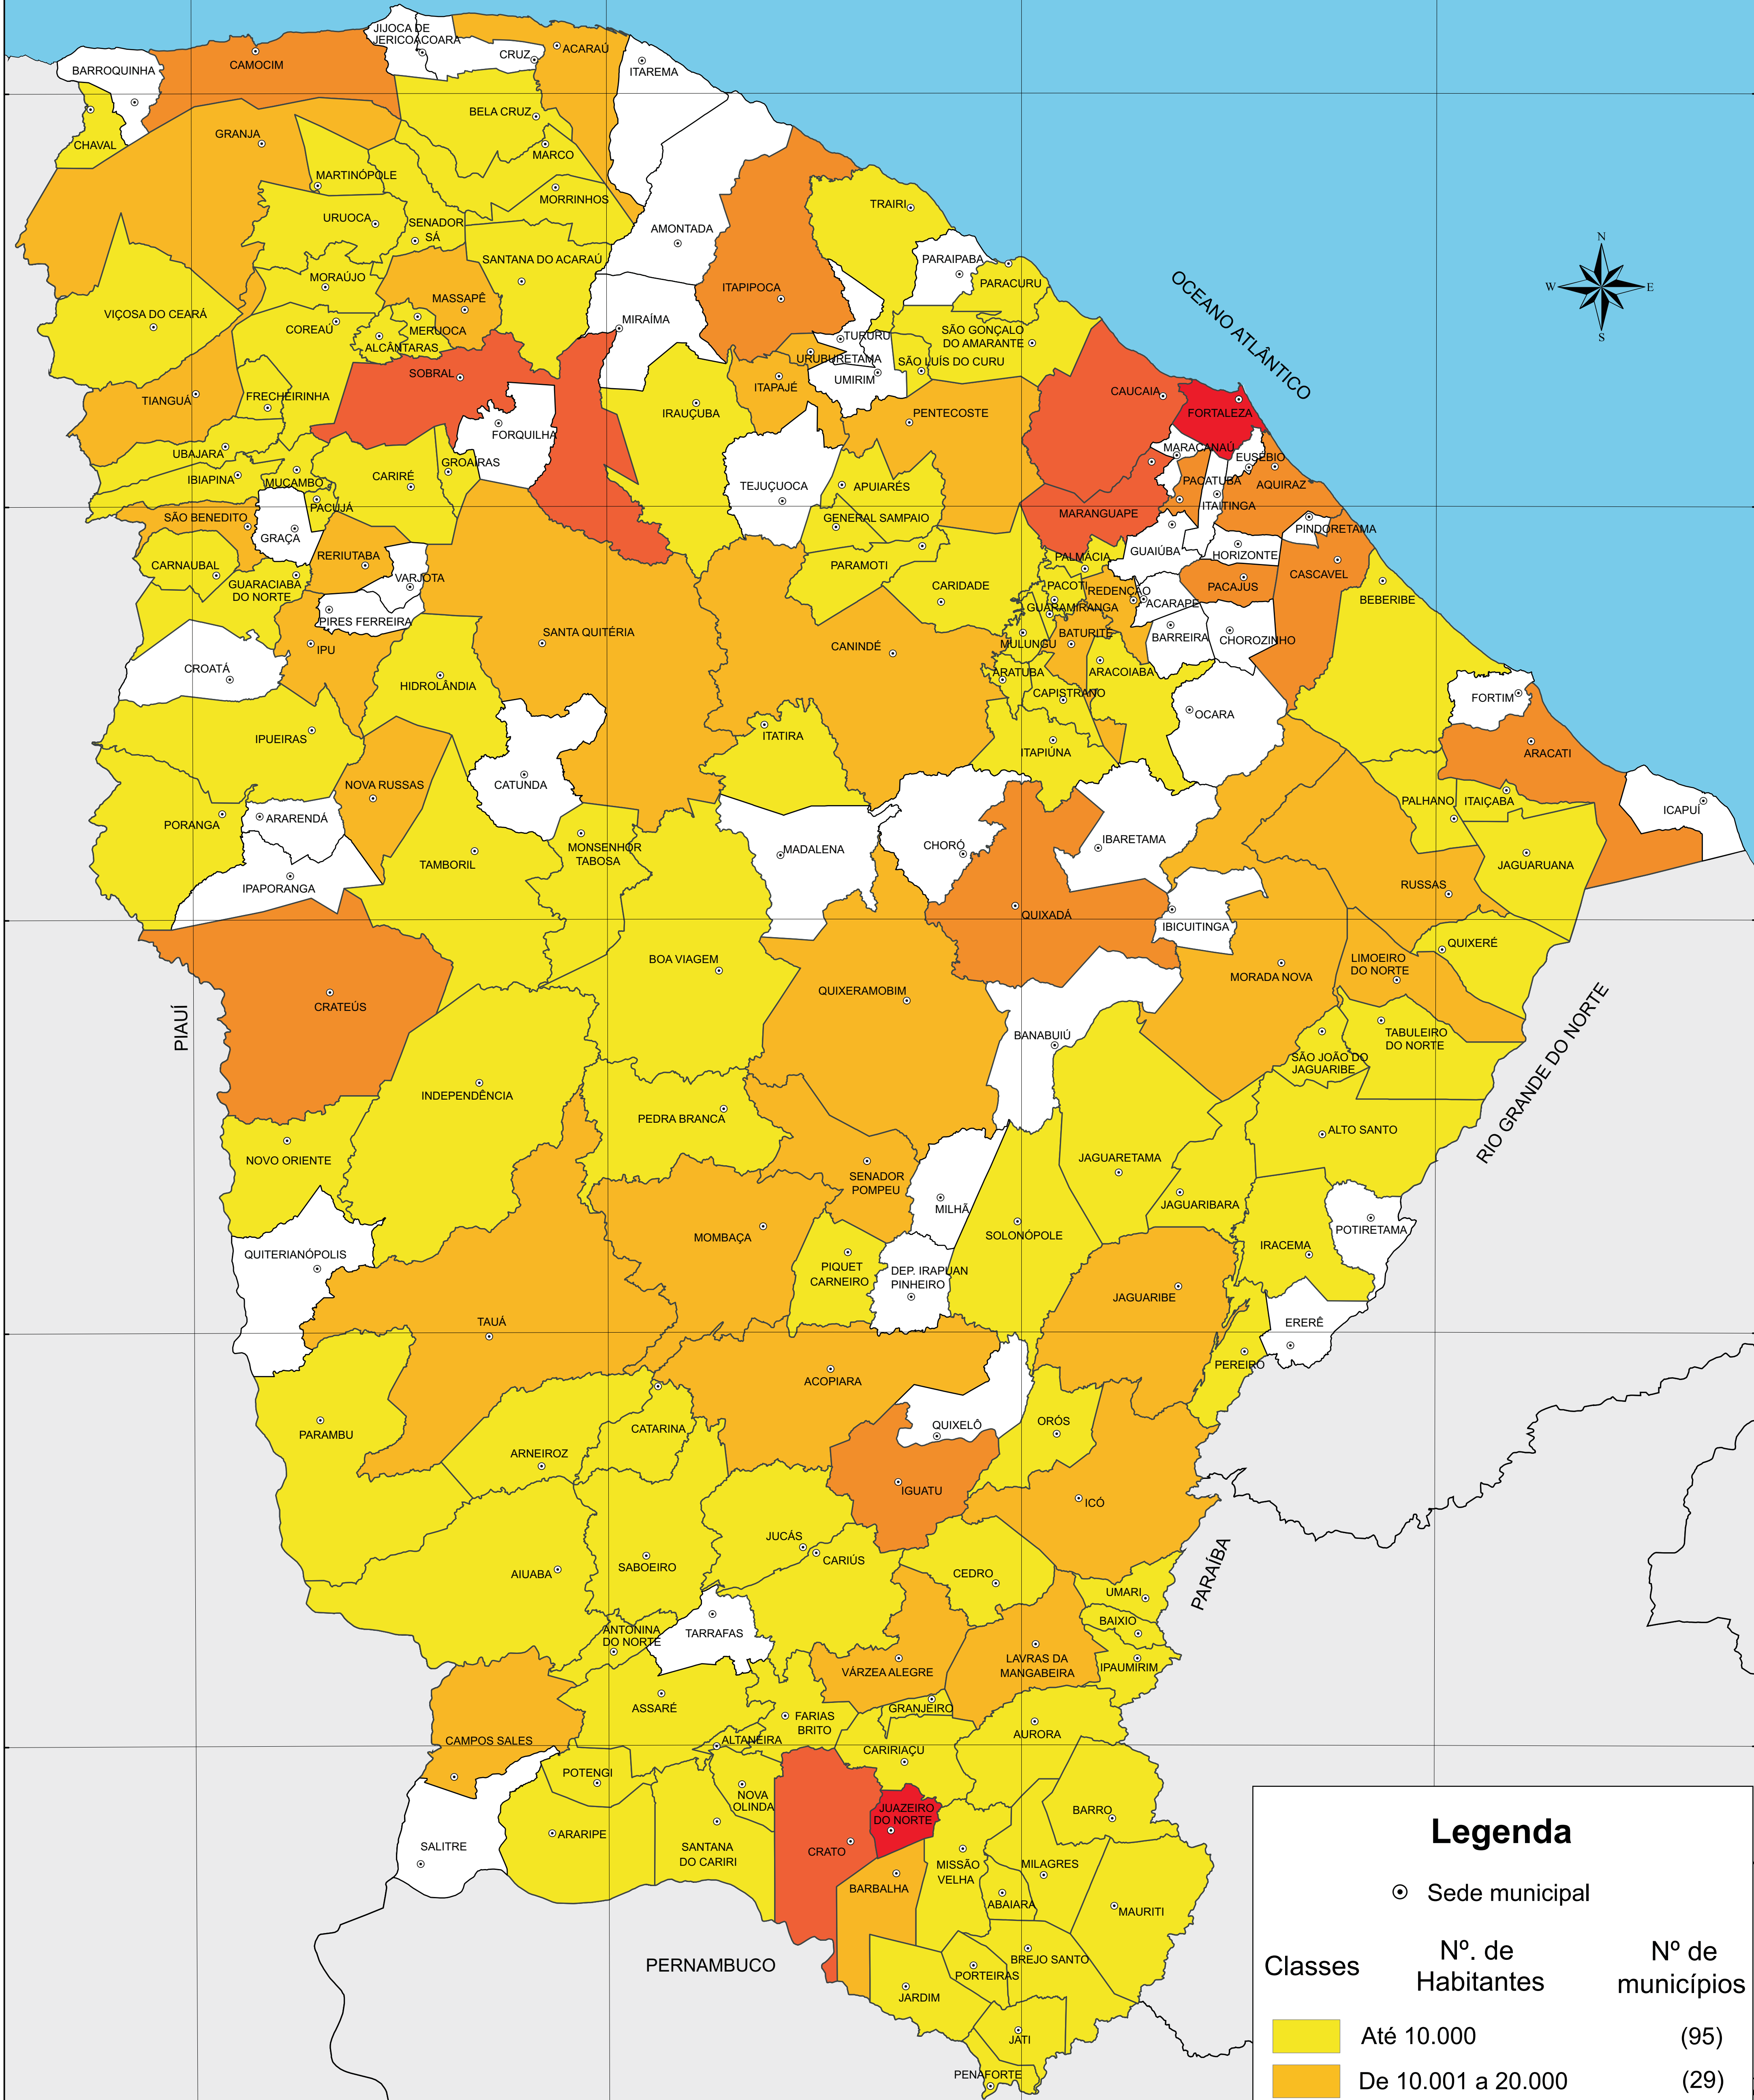 JIJOCA DE
JERICOACOARA
CRUZ
ACARAÚ
BARROQUINHA
CAMOCIM
ITAREMA
CHAVAL
GRANJA
BELA CRUZ
MARCO
MARTINÓPOLE
MORRINHOS
URUOCA
SENADOR
SÁ
AMONTADA
TRAIRI
N
W
E
S
SANTANA DO ACARAÚ
PARAIPABA
PARACURU
OCEANO ATLÂNTICO
MORAÚJO
MASSAPÊ
ITAPIPOCA
VIÇOSA DO CEARÁ
COREAÚ
MERUOCA
MIRAÍMA
ALCÂNTARAS
TURURU
SÃO GONÇALO
DO AMARANTE
URUBURETAMA
SÃO LUÍS DO CURU
SOBRAL
UMIRIM
ITAPAJÉ
TIANGUÁ
FRECHEIRINHA
IRAUÇUBA
PENTECOSTE
CAUCAIA
FORTALEZA
FORQUILHA
MARACANAÚ
UBAJARA
EUSÉBIO
IBIAPINA
MUCAMBO
CARIRÉ
GROAÍRAS
TEJUÇUOCA
APUIARÉS
PACATUBA
AQUIRAZ
PACUJÁ
ITAITINGA
SÃO BENEDITO
GENERAL SAMPAIO
MARANGUAPE
PINDORETAMA
GRAÇA
RERIUTABA
PALMÁCIA
GUAIÚBA
HORIZONTE
CARNAUBAL
VARJOTA
PARAMOTI
CARIDADE
PACOTI
REDENÇÃO
PACAJUS
CASCAVEL
GUARACIABA
DO NORTE
GUARAMIRANGA
ACARAPE
BEBERIBE
PIRES FERREIRA
SANTA QUITÉRIA
BATURITÉ
BARREIRA
CHOROZINHO
IPU
CANINDÉ
MULUNGU
CROATÁ
ARATUBA
ARACOIABA
HIDROLÂNDIA
CAPISTRANO
FORTIM
OCARA
IPUEIRAS
ITATIRA
ITAPIÚNA
ARACATI
NOVA RUSSAS
CATUNDA
PALHANO
ITAIÇABA
ICAPUÍ
PORANGA
ARARENDÁ
MONSENHOR
TABOSA
MADALENA
CHORÓ
IBARETAMA
TAMBORIL
JAGUARUANA
IPAPORANGA
RUSSAS
QUIXADÁ
IBICUITINGA
QUIXERÉ
BOA VIAGEM
LIMOEIRO
DO NORTE
MORADA NOVA
CRATEÚS
QUIXERAMOBIM
PIAUÍ
BANABUIÚ
TABULEIRO
DO NORTE
RIO GRANDE DO NORTE
SÃO JOÃO DO
JAGUARIBE
INDEPENDÊNCIA
PEDRA BRANCA
ALTO SANTO
NOVO ORIENTE
JAGUARETAMA
SENADOR
POMPEU
MILHÃ
JAGUARIBARA
SOLONÓPOLE
POTIRETAMA
MOMBAÇA
IRACEMA
QUITERIANÓPOLIS
PIQUET
CARNEIRO
DEP. IRAPUAN
PINHEIRO
JAGUARIBE
TAUÁ
ERERÊ
PEREIRO
ACOPIARA
PARAMBU
CATARINA
QUIXELÔ
ORÓS
ARNEIROZ
IGUATU
ICÓ
JUCÁS
CARIÚS
SABOEIRO
AIUABA
CEDRO
UMARI
PARAÍBA
BAIXIO
ANTONINA
DO NORTE
TARRAFAS
IPAUMIRIM
LAVRAS DA
MANGABEIRA
VÁRZEA ALEGRE
ASSARÉ
GRANJEIRO
FARIAS
BRITO
AURORA
CAMPOS SALES
ALTANEIRA
CARIRIAÇU
POTENGI
NOVA
OLINDA
JUAZEIRO
DO NORTE
BARRO
ARARIPE
SALITRE
SANTANA
DO CARIRI
CRATO
MISSÃO
VELHA
MILAGRES
BARBALHA
ABAIARA
MAURITI
BREJO SANTO
PERNAMBUCO
PORTEIRAS
JARDIM
JATI
PENAFORTE
Legenda
Sede municipal
Classes
Nº. de
Habitantes
Nº de
municípios
Até 10.000
(95)
De 10.001 a 20.000
(29)